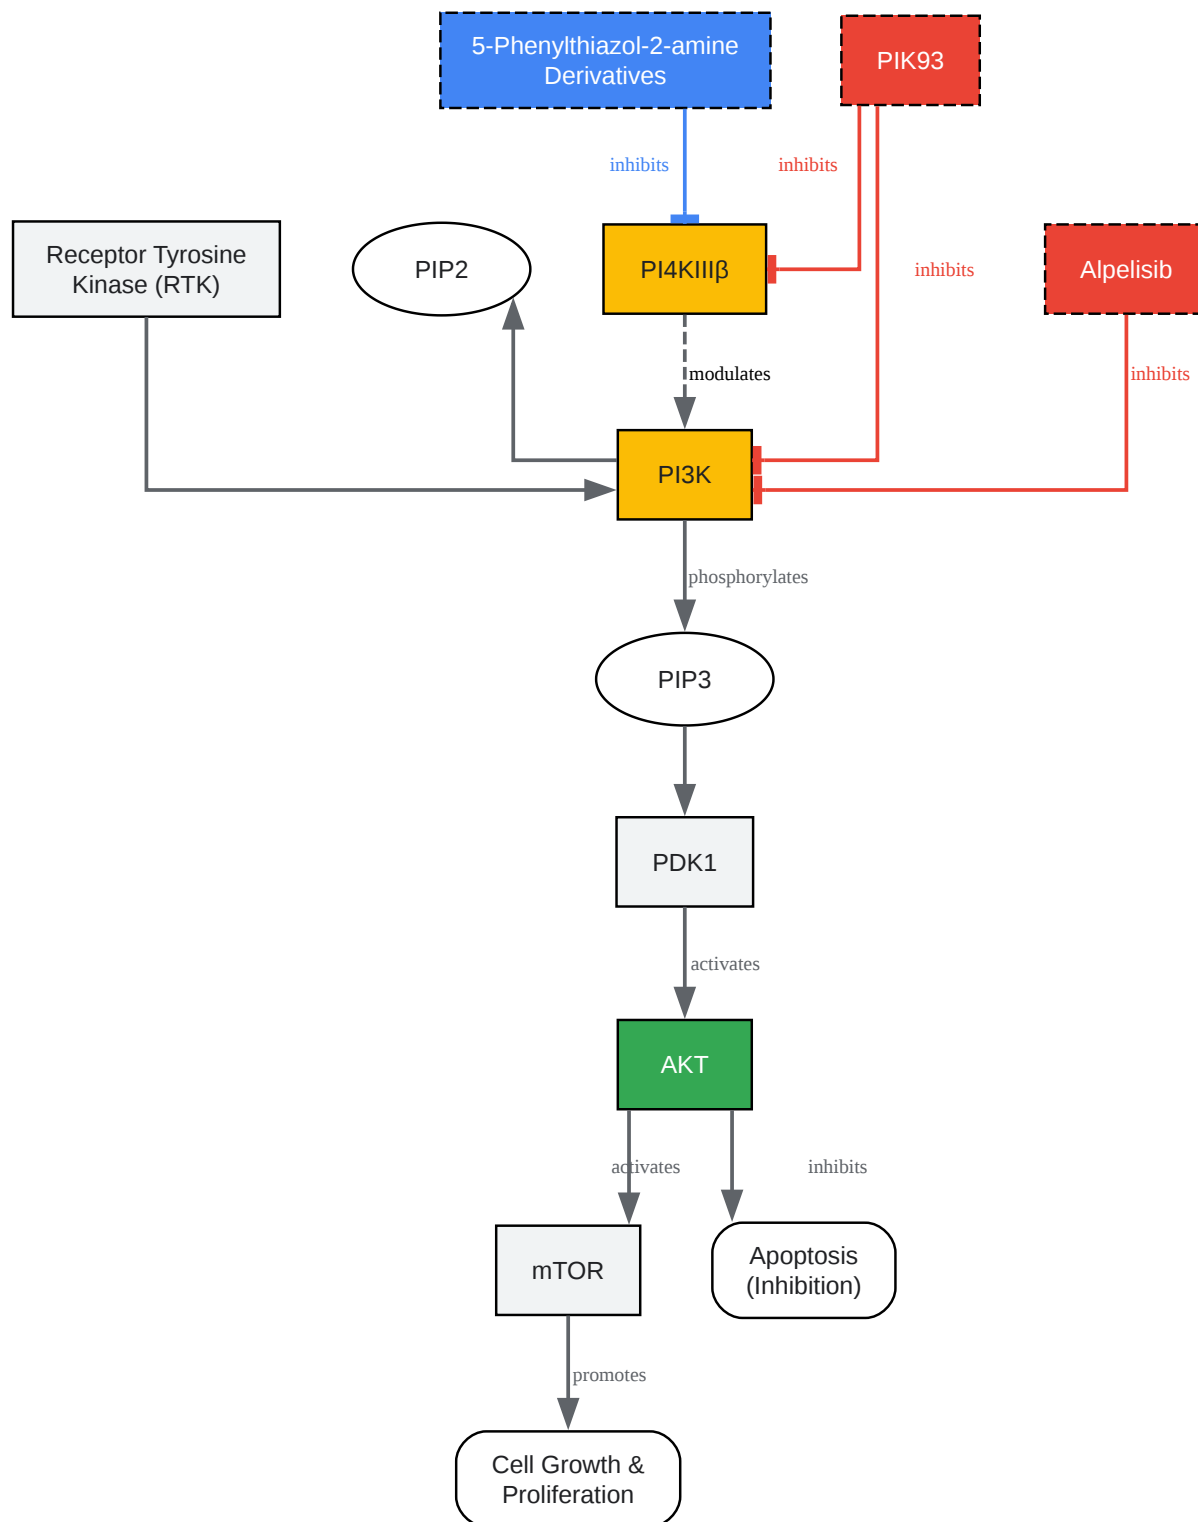 5-Phenylthiazol-2-amine
Derivatives
PIK93
inhibits
inhibits
Receptor Tyrosine
Kinase (RTK)
PIP2
PI4KIIIβ
inhibits
Alpelisib
modulates
inhibits
PI3K
phosphorylates
PIP3
PDK1
activates
AKT
activates
inhibits
mTOR
Apoptosis
(Inhibition)
promotes
Cell Growth &
Proliferation